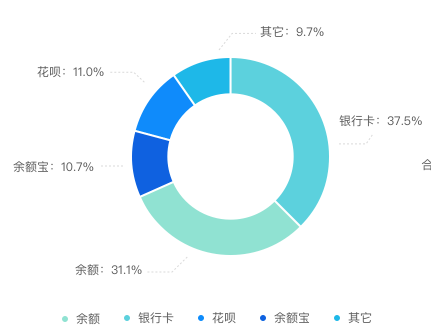 其它：9.7%
花呗：11.0%
银行卡：37.5%
余额宝：10.7%
余额：31.1%
余额 银行卡 花呗 余额宝 其它